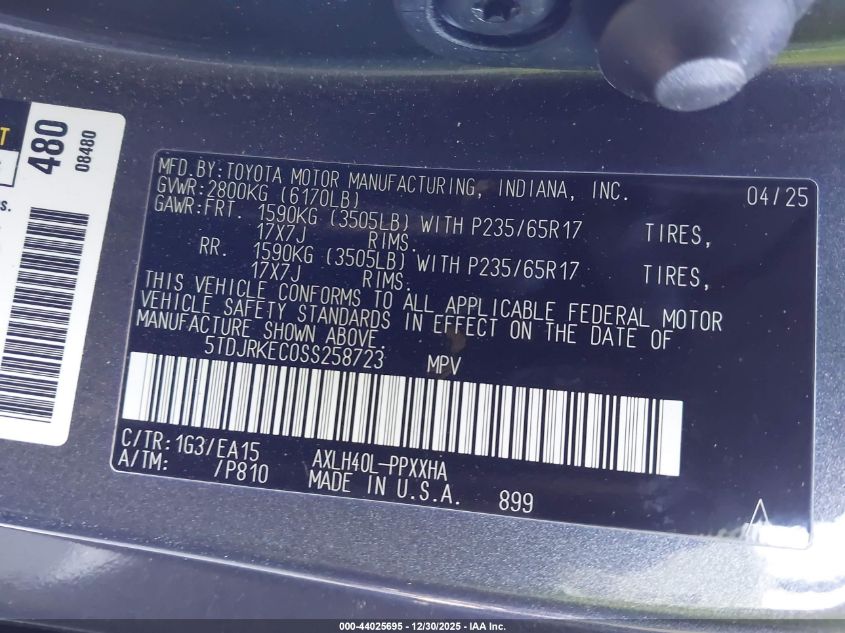 480
08480
MFD.BY:TOYOTA MOTOR MANUFACTURING, INDIANA, INC. 04/25
GVWR:2800KG (6170LB)
GAWR:FRT. 1590KG (3505LB) WITH P235/65R17 TIRES,
17X7J RIMS.
RR. 1590KG (3505LB) WITH P235/65R17 TIRES,
17X7J RIMS.
THIS VEHICLE CONFORMS TO ALL APPLICABLE FEDERAL MOTOR
VEHICLE SAFETY STANDARDS IN EFFECT ON THE DATE OF
MANUFACTURE SHOWN ABOVE.
5TDJRKEC0SS258723 MPV
C/TR:1G3/EA15 AXLH40L-PPXXHA
A/TM: /P810 MADE IN U.S.A. 899
000-44025695 - 12/30/2025 - IAA Inc.